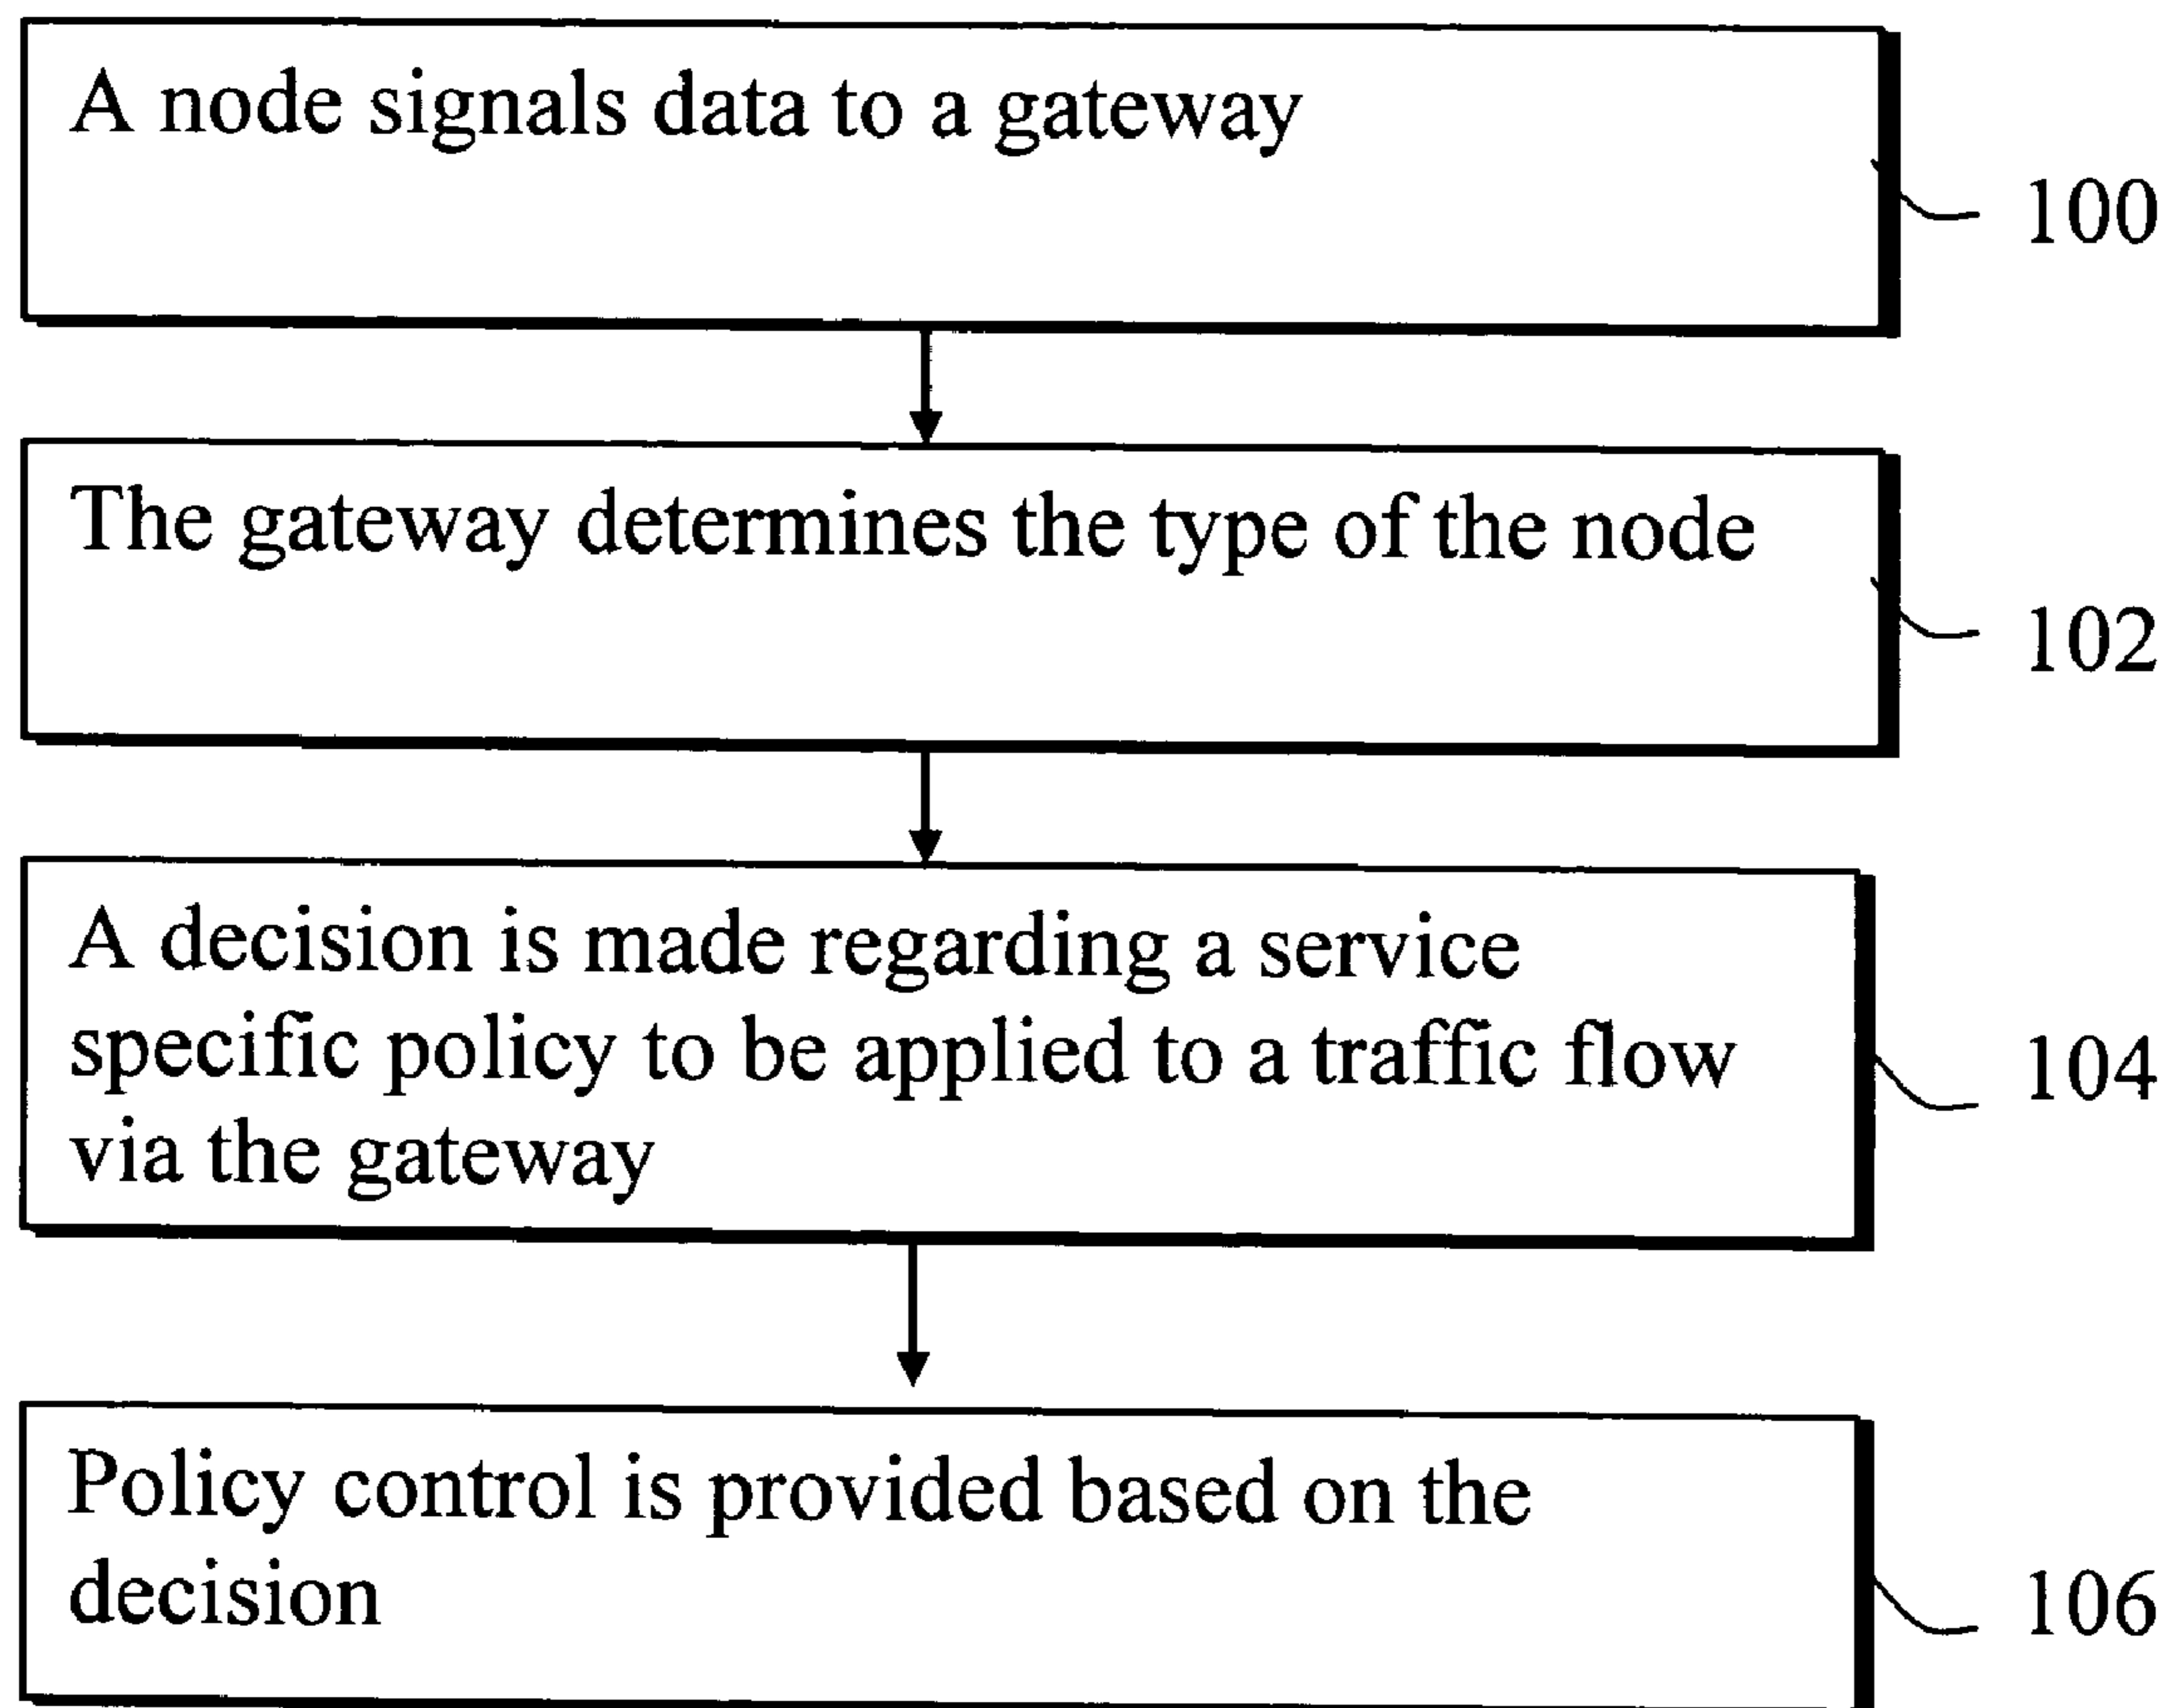 A node signals data to a gateway
100
The gateway determines the type of the node
102
A decision is made regarding a service
specific policy to be applied to a traffic flow
via the gateway
104
Policy control is provided based on the
decision
106